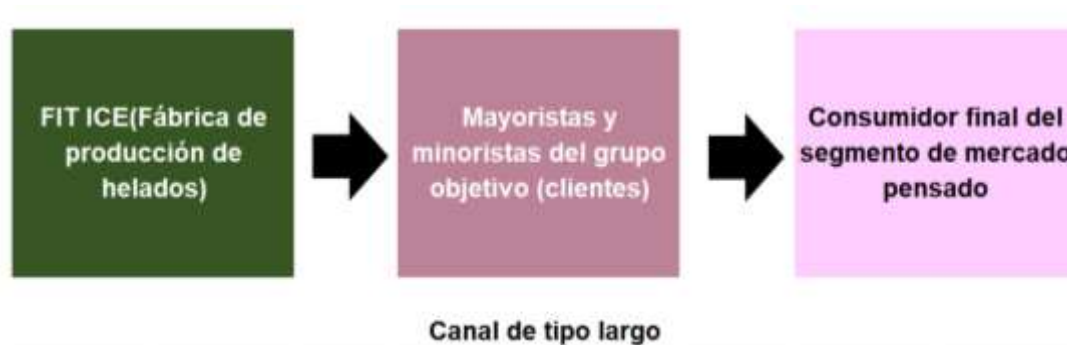 FIT ICE(Fábrica de
producción de
helados)
Mayoristas y
minoristas del grupo
objetivo (clientes)
Consumidor final del
segmento de mercado
pensado
Canal de tipo largo